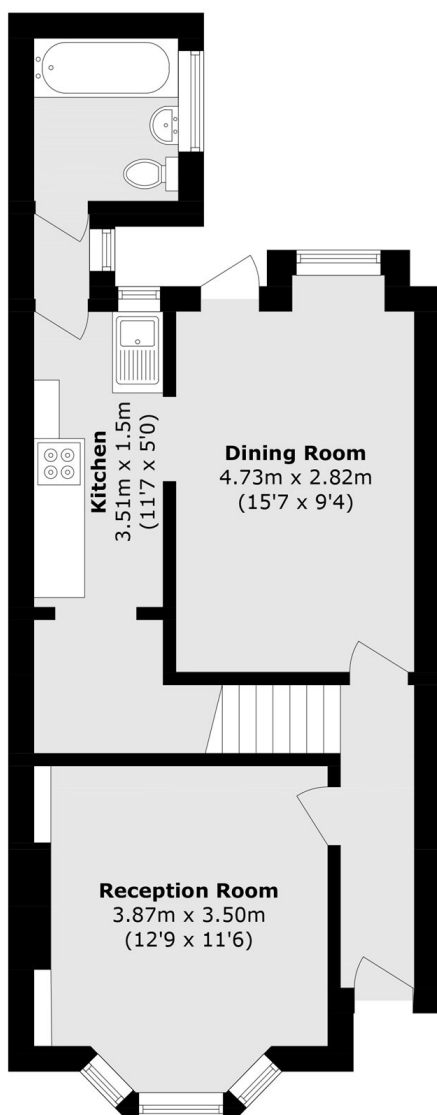 Kitchen
3.51m x 1.5m
(11'7 x 5'0)
Dining Room
4.73m x 2.82m
(15'7 x 9'4)
Reception Room
3.87m x 3.50m
(12'9 x 11'6)